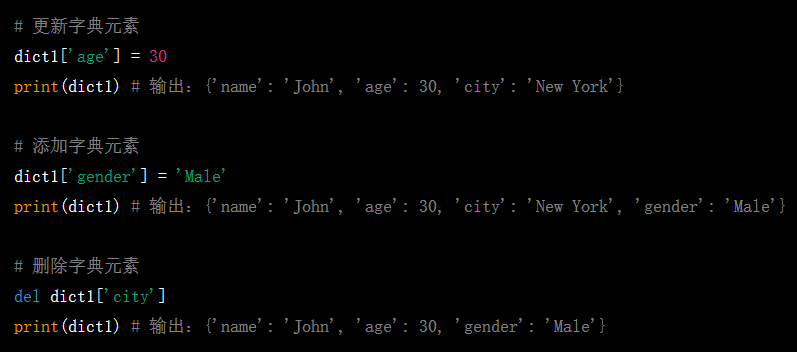 # 更新字典元素
dict1['age'] = 30
print(dict1) # 输出：{'name': 'John', 'age': 30, 'city': 'New York'}
# 添加字典元素
dict1['gender'] = 'Male'
print(dict1) # 输出：{'name': 'John', 'age': 30, 'city': 'New York', 'gender': 'Male'}
# 删除字典元素
del dict1['city']
print(dict1) # 输出：{'name': 'John', 'age': 30, 'gender': 'Male'}